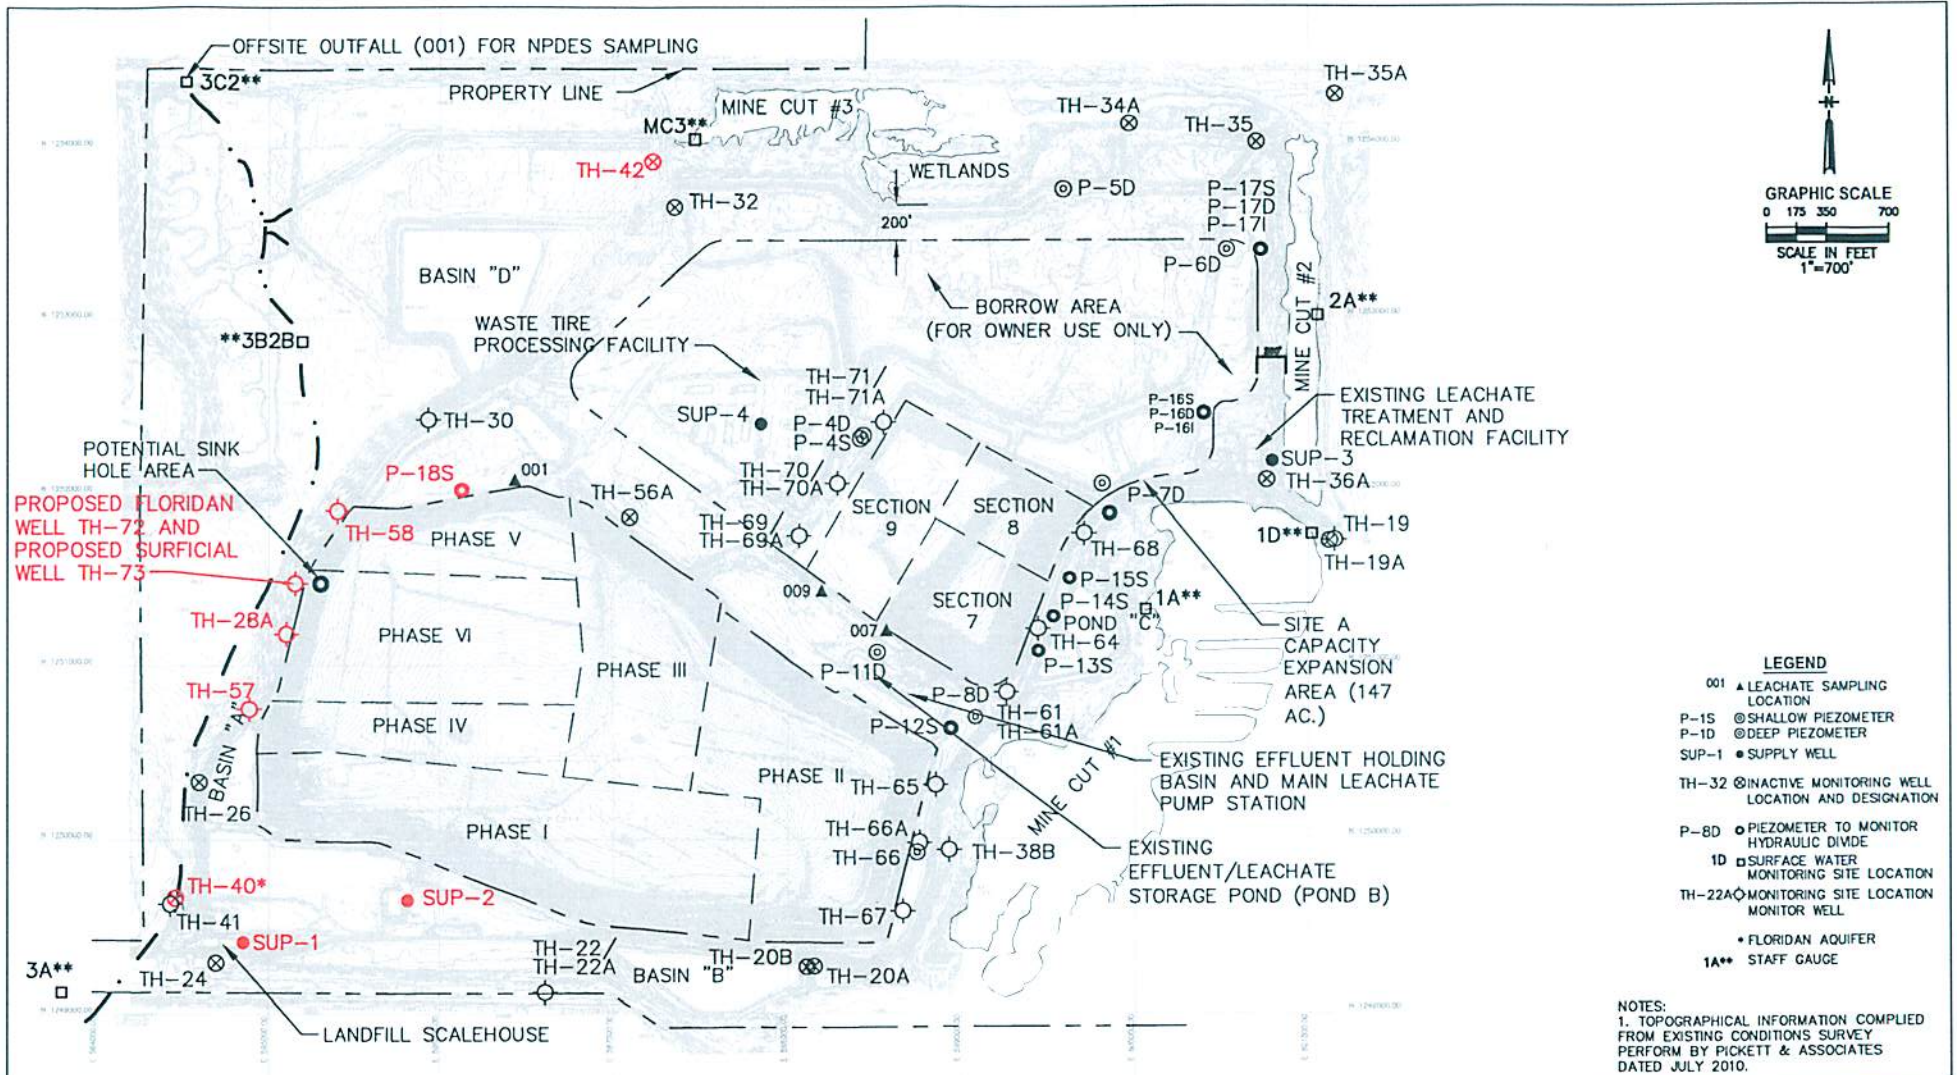 OFFSITE OUTFALL (001) FOR NPDES SAMPLING
3C2**
PROPERTY LINE
MINE CUT #3
MC3**
TH-42
TH-32
WETLANDS
200'
TH-34A
TH-35
TH-35A
P-5D
P-17S
P-17D
P-17I
P-6D
MINE CUT #2
2A**
BASIN "D"
BORROW AREA
(FOR OWNER USE ONLY)
WASTE TIRE
PROCESSING FACILITY
**3B2B
TH-30
SUP-4
TH-71/
TH-71A
P-4D
P-4S
P-16S
P-16D
P-16I
EXISTING LEACHATE
TREATMENT AND
RECLAMATION FACILITY
SUP-3
TH-36A
POTENTIAL SINK
HOLE AREA
P-18S
001
TH-56A
TH-70/
TH-70A
TH-69/
TH-69A
SECTION
9
SECTION
8
P-7D
TH-68
1D**
TH-19
TH-19A
PROPOSED FLORIDAN
WELL TH-72 AND
PROPOSED SURFICIAL
WELL TH-73
TH-58
PHASE V
009
SECTION
7
P-15S
P-14S
1A**
POND "C"
TH-64
P-13S
SITE A
CAPACITY
EXPANSION
AREA (147
AC.)
TH-28A
PHASE VI
PHASE III
007
P-11D
P-8D
TH-61
TH-61A
P-12S
TH-57
BASIN "A"
PHASE IV
PHASE II
TH-65
MINE CUT #1
EXISTING EFFLUENT HOLDING
BASIN AND MAIN LEACHATE
PUMP STATION
TH-26
PHASE I
TH-66A
TH-66
TH-38B
EXISTING
EFFLUENT/LEACHATE
STORAGE POND (POND B)
TH-40*
TH-41
SUP-2
TH-67
SUP-1
TH-24
3A**
TH-22/
TH-22A
BASIN "B"
TH-20B
TH-20A
LANDFILL SCALEHOUSE
N
GRAPHIC SCALE
0 175 350 700
SCALE IN FEET
1"=700'
LEGEND
001 LEACHATE SAMPLING
LOCATION
P-1S SHALLOW PIEZOMETER
P-1D DEEP PIEZOMETER
SUP-1 SUPPLY WELL
TH-32 INACTIVE MONITORING WELL
LOCATION AND DESIGNATION
P-8D PIEZOMETER TO MONITOR
HYDRAULIC DIVIDE
1D SURFACE WATER
MONITORING SITE LOCATION
TH-22A MONITORING SITE LOCATION
MONITOR WELL
* FLORIDAN AQUIFER
1A** STAFF GAUGE
NOTES:
1. TOPOGRAPHICAL INFORMATION COMPLIED
FROM EXISTING CONDITIONS SURVEY
PERFORM BY PICKETT & ASSOCIATES
DATED JULY 2010.